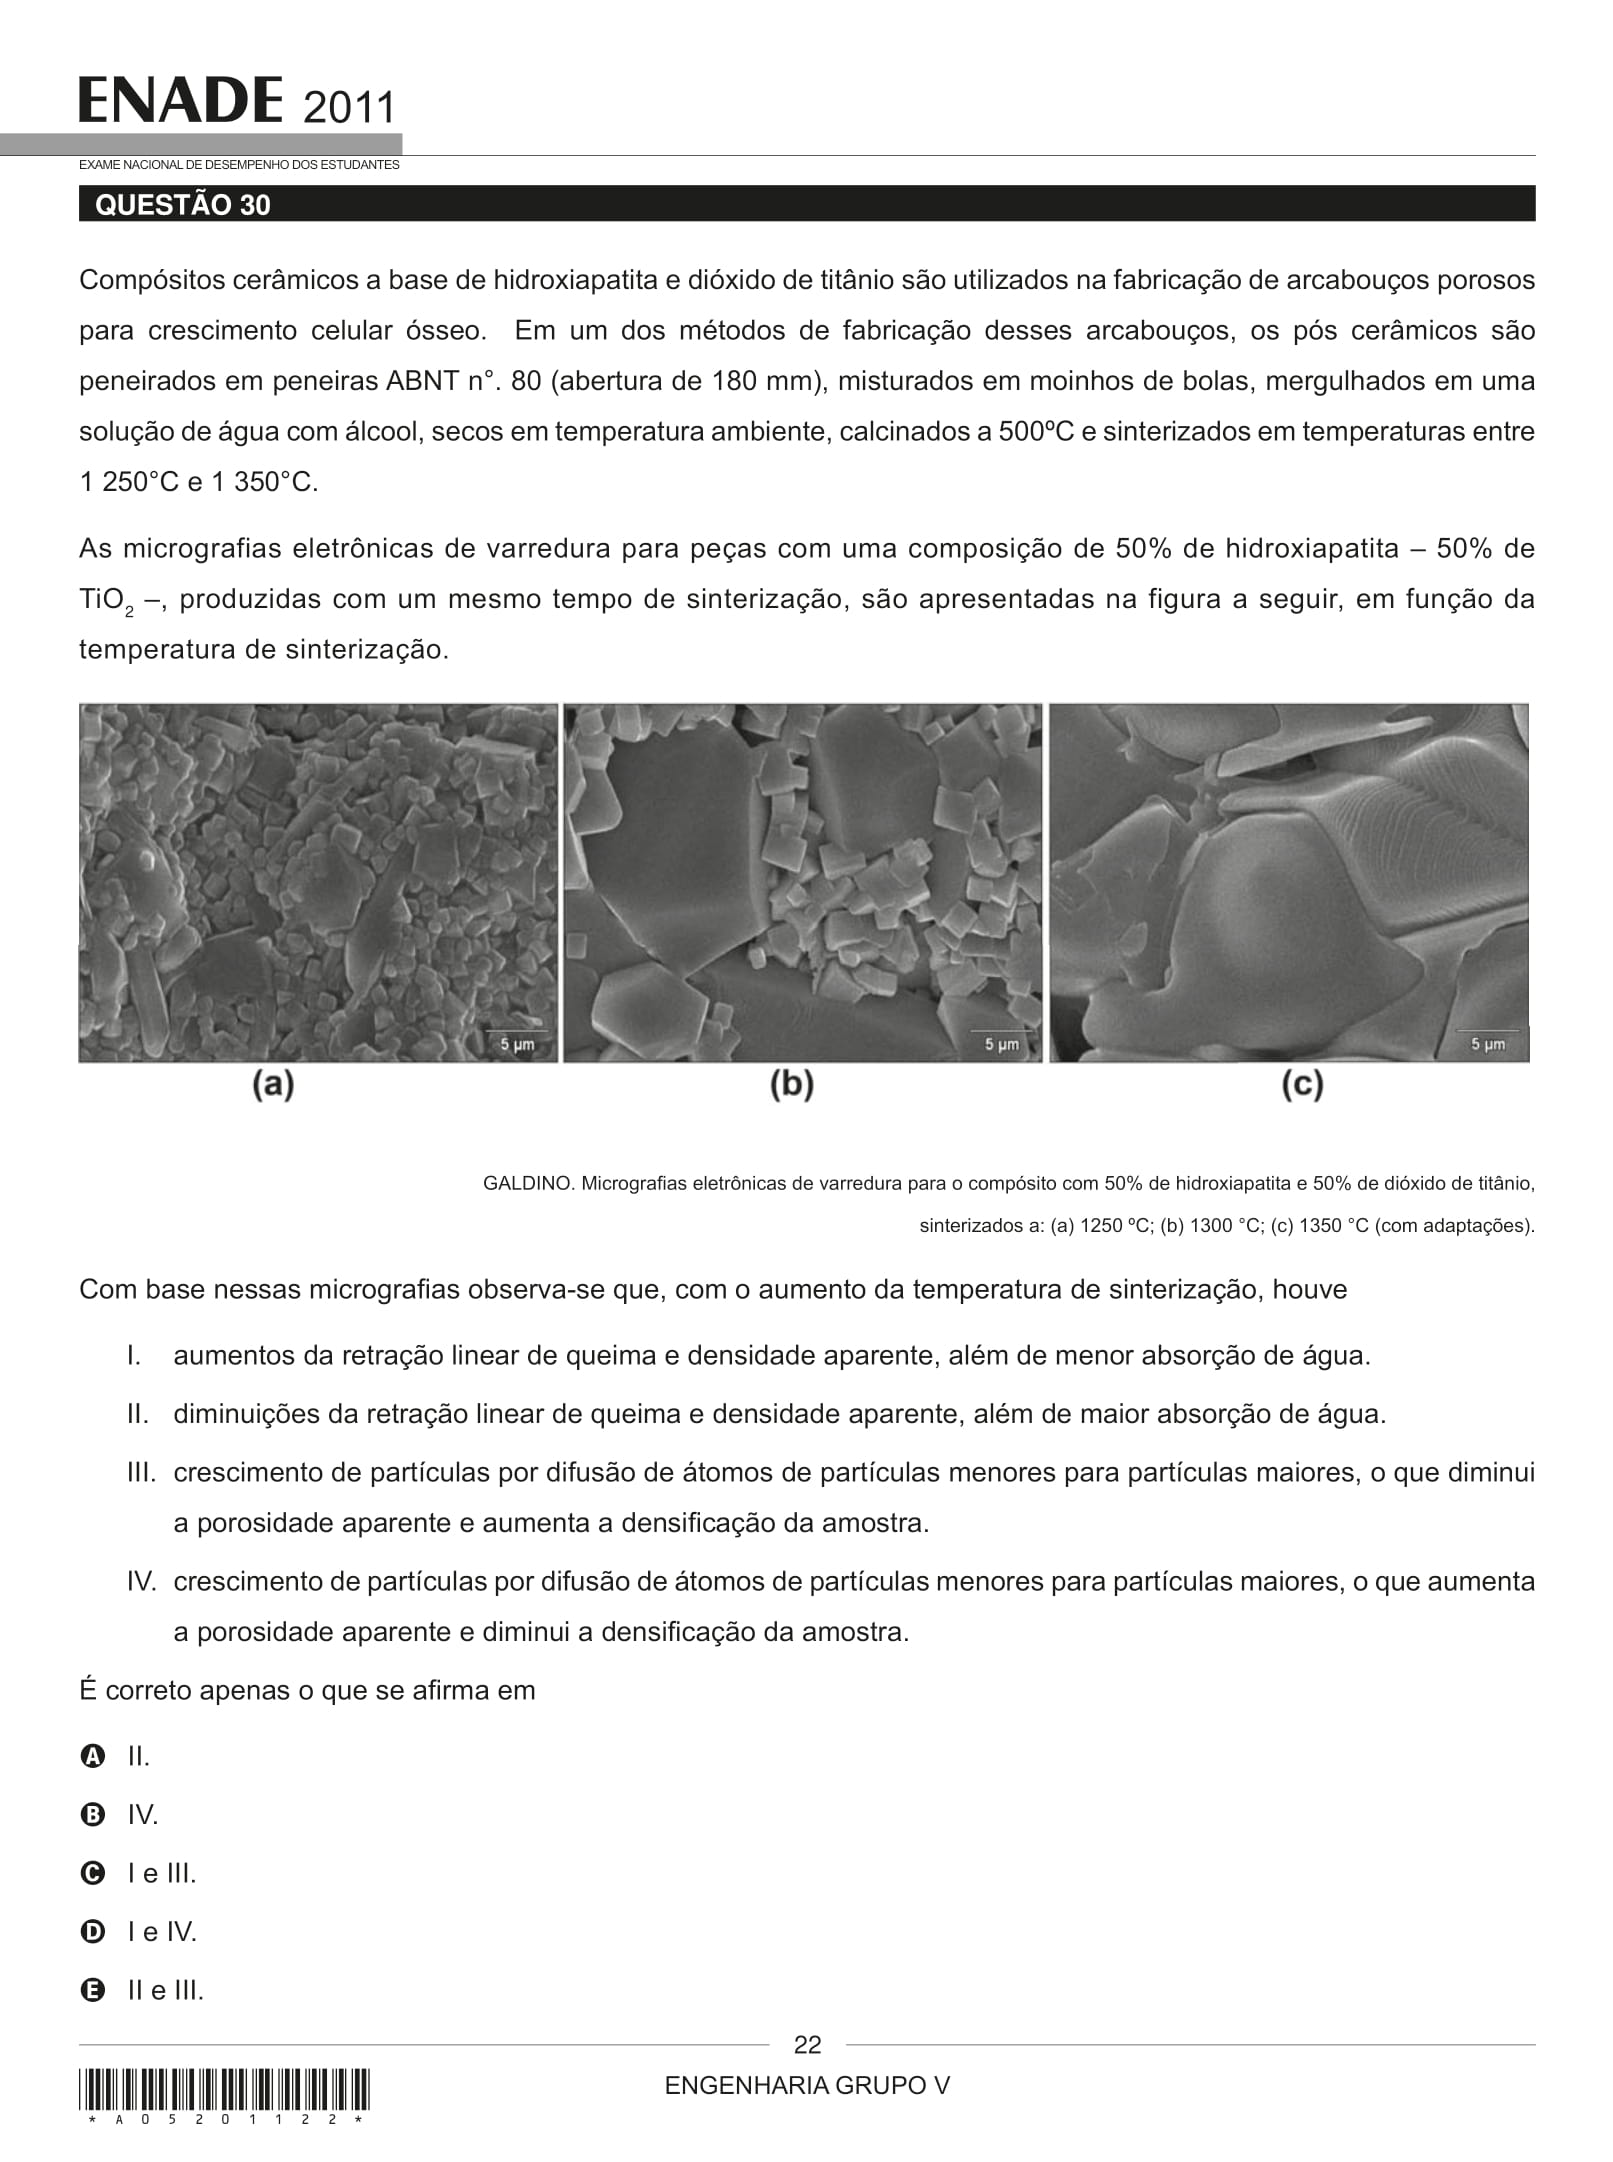 ENADE 2011
EXAME NACIONAL DE DESEMPENHO DOS ESTUDANTES
QUESTÃO 30
Compósitos cerâmicos a base de hidroxiapatita e dióxido de titânio são utilizados na fabricação de arcabouços porosos
para crescimento celular ósseo. Em um dos métodos de fabricação desses arcabouços, os pós cerâmicos são
peneirados em peneiras ABNT n°. 80 (abertura de 180 mm), misturados em moinhos de bolas, mergulhados em uma
solução de água com álcool, secos em temperatura ambiente, calcinados a 500ºC e sinterizados em temperaturas entre
1 250°C e 1 350°C.
As micrografias eletrônicas de varredura para peças com uma composição de 50% de hidroxiapatita – 50% de
TiO2 –, produzidas com um mesmo tempo de sinterização, são apresentadas na figura a seguir, em função da
temperatura de sinterização.
5 µm 5 µm 5 µm
(a) (b) (c)
GALDINO. Micrografias eletrônicas de varredura para o compósito com 50% de hidroxiapatita e 50% de dióxido de titânio,
sinterizados a: (a) 1250 ºC; (b) 1300 °C; (c) 1350 °C (com adaptações).
Com base nessas micrografias observa-se que, com o aumento da temperatura de sinterização, houve
I. aumentos da retração linear de queima e densidade aparente, além de menor absorção de água.
II. diminuições da retração linear de queima e densidade aparente, além de maior absorção de água.
III. crescimento de partículas por difusão de átomos de partículas menores para partículas maiores, o que diminui
a porosidade aparente e aumenta a densificação da amostra.
IV. crescimento de partículas por difusão de átomos de partículas menores para partículas maiores, o que aumenta
a porosidade aparente e diminui a densificação da amostra.
É correto apenas o que se afirma em
A II.
B IV.
C I e III.
D I e IV.
E II e III.
22
ENGENHARIA GRUPO V
* A 0 5 2 0 1 1 2 2 *